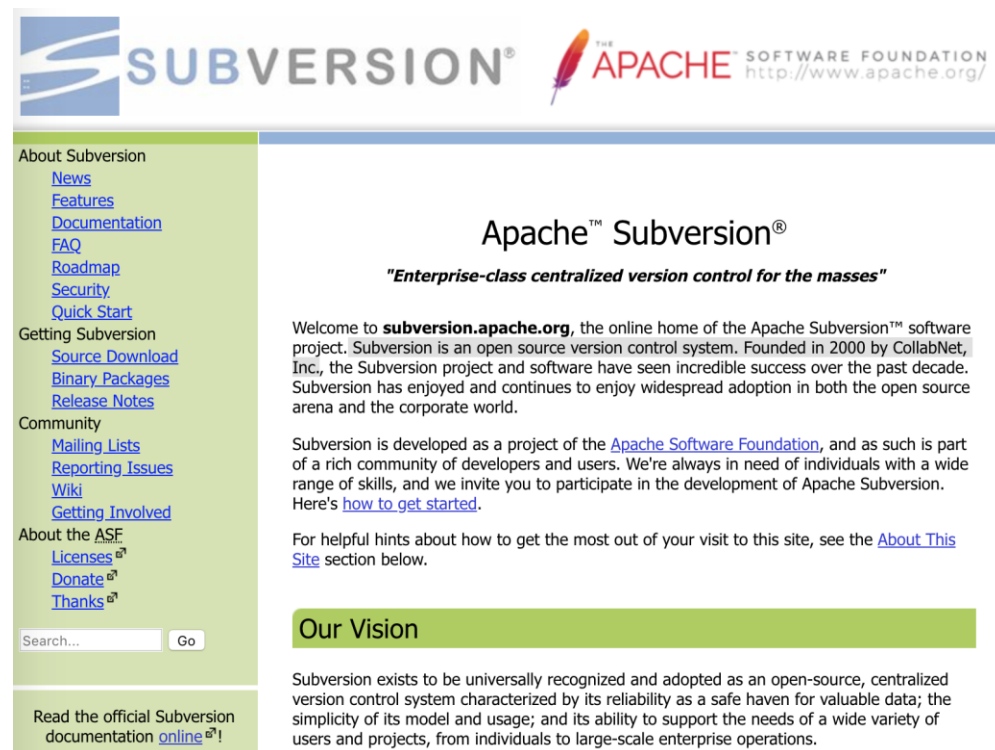 SUBVERSION®
THE
APACHE™ SOFTWARE FOUNDATION
http://www.apache.org/
About Subversion
News
Features
Documentation
FAQ
Roadmap
Security
Quick Start
Getting Subversion
Source Download
Binary Packages
Release Notes
Community
Mailing Lists
Reporting Issues
Wiki
Getting Involved
About the ASF
Licenses
Donate
Thanks
Search...
Go
Read the official Subversion
documentation online!
Apache™ Subversion®
"Enterprise-class centralized version control for the masses"
Welcome to subversion.apache.org, the online home of the Apache Subversion™ software
project. Subversion is an open source version control system. Founded in 2000 by CollabNet,
Inc., the Subversion project and software have seen incredible success over the past decade.
Subversion has enjoyed and continues to enjoy widespread adoption in both the open source
arena and the corporate world.
Subversion is developed as a project of the Apache Software Foundation, and as such is part
of a rich community of developers and users. We're always in need of individuals with a wide
range of skills, and we invite you to participate in the development of Apache Subversion.
Here's how to get started.
For helpful hints about how to get the most out of your visit to this site, see the About This
Site section below.
Our Vision
Subversion exists to be universally recognized and adopted as an open-source, centralized
version control system characterized by its reliability as a safe haven for valuable data; the
simplicity of its model and usage; and its ability to support the needs of a wide variety of
users and projects, from individuals to large-scale enterprise operations.